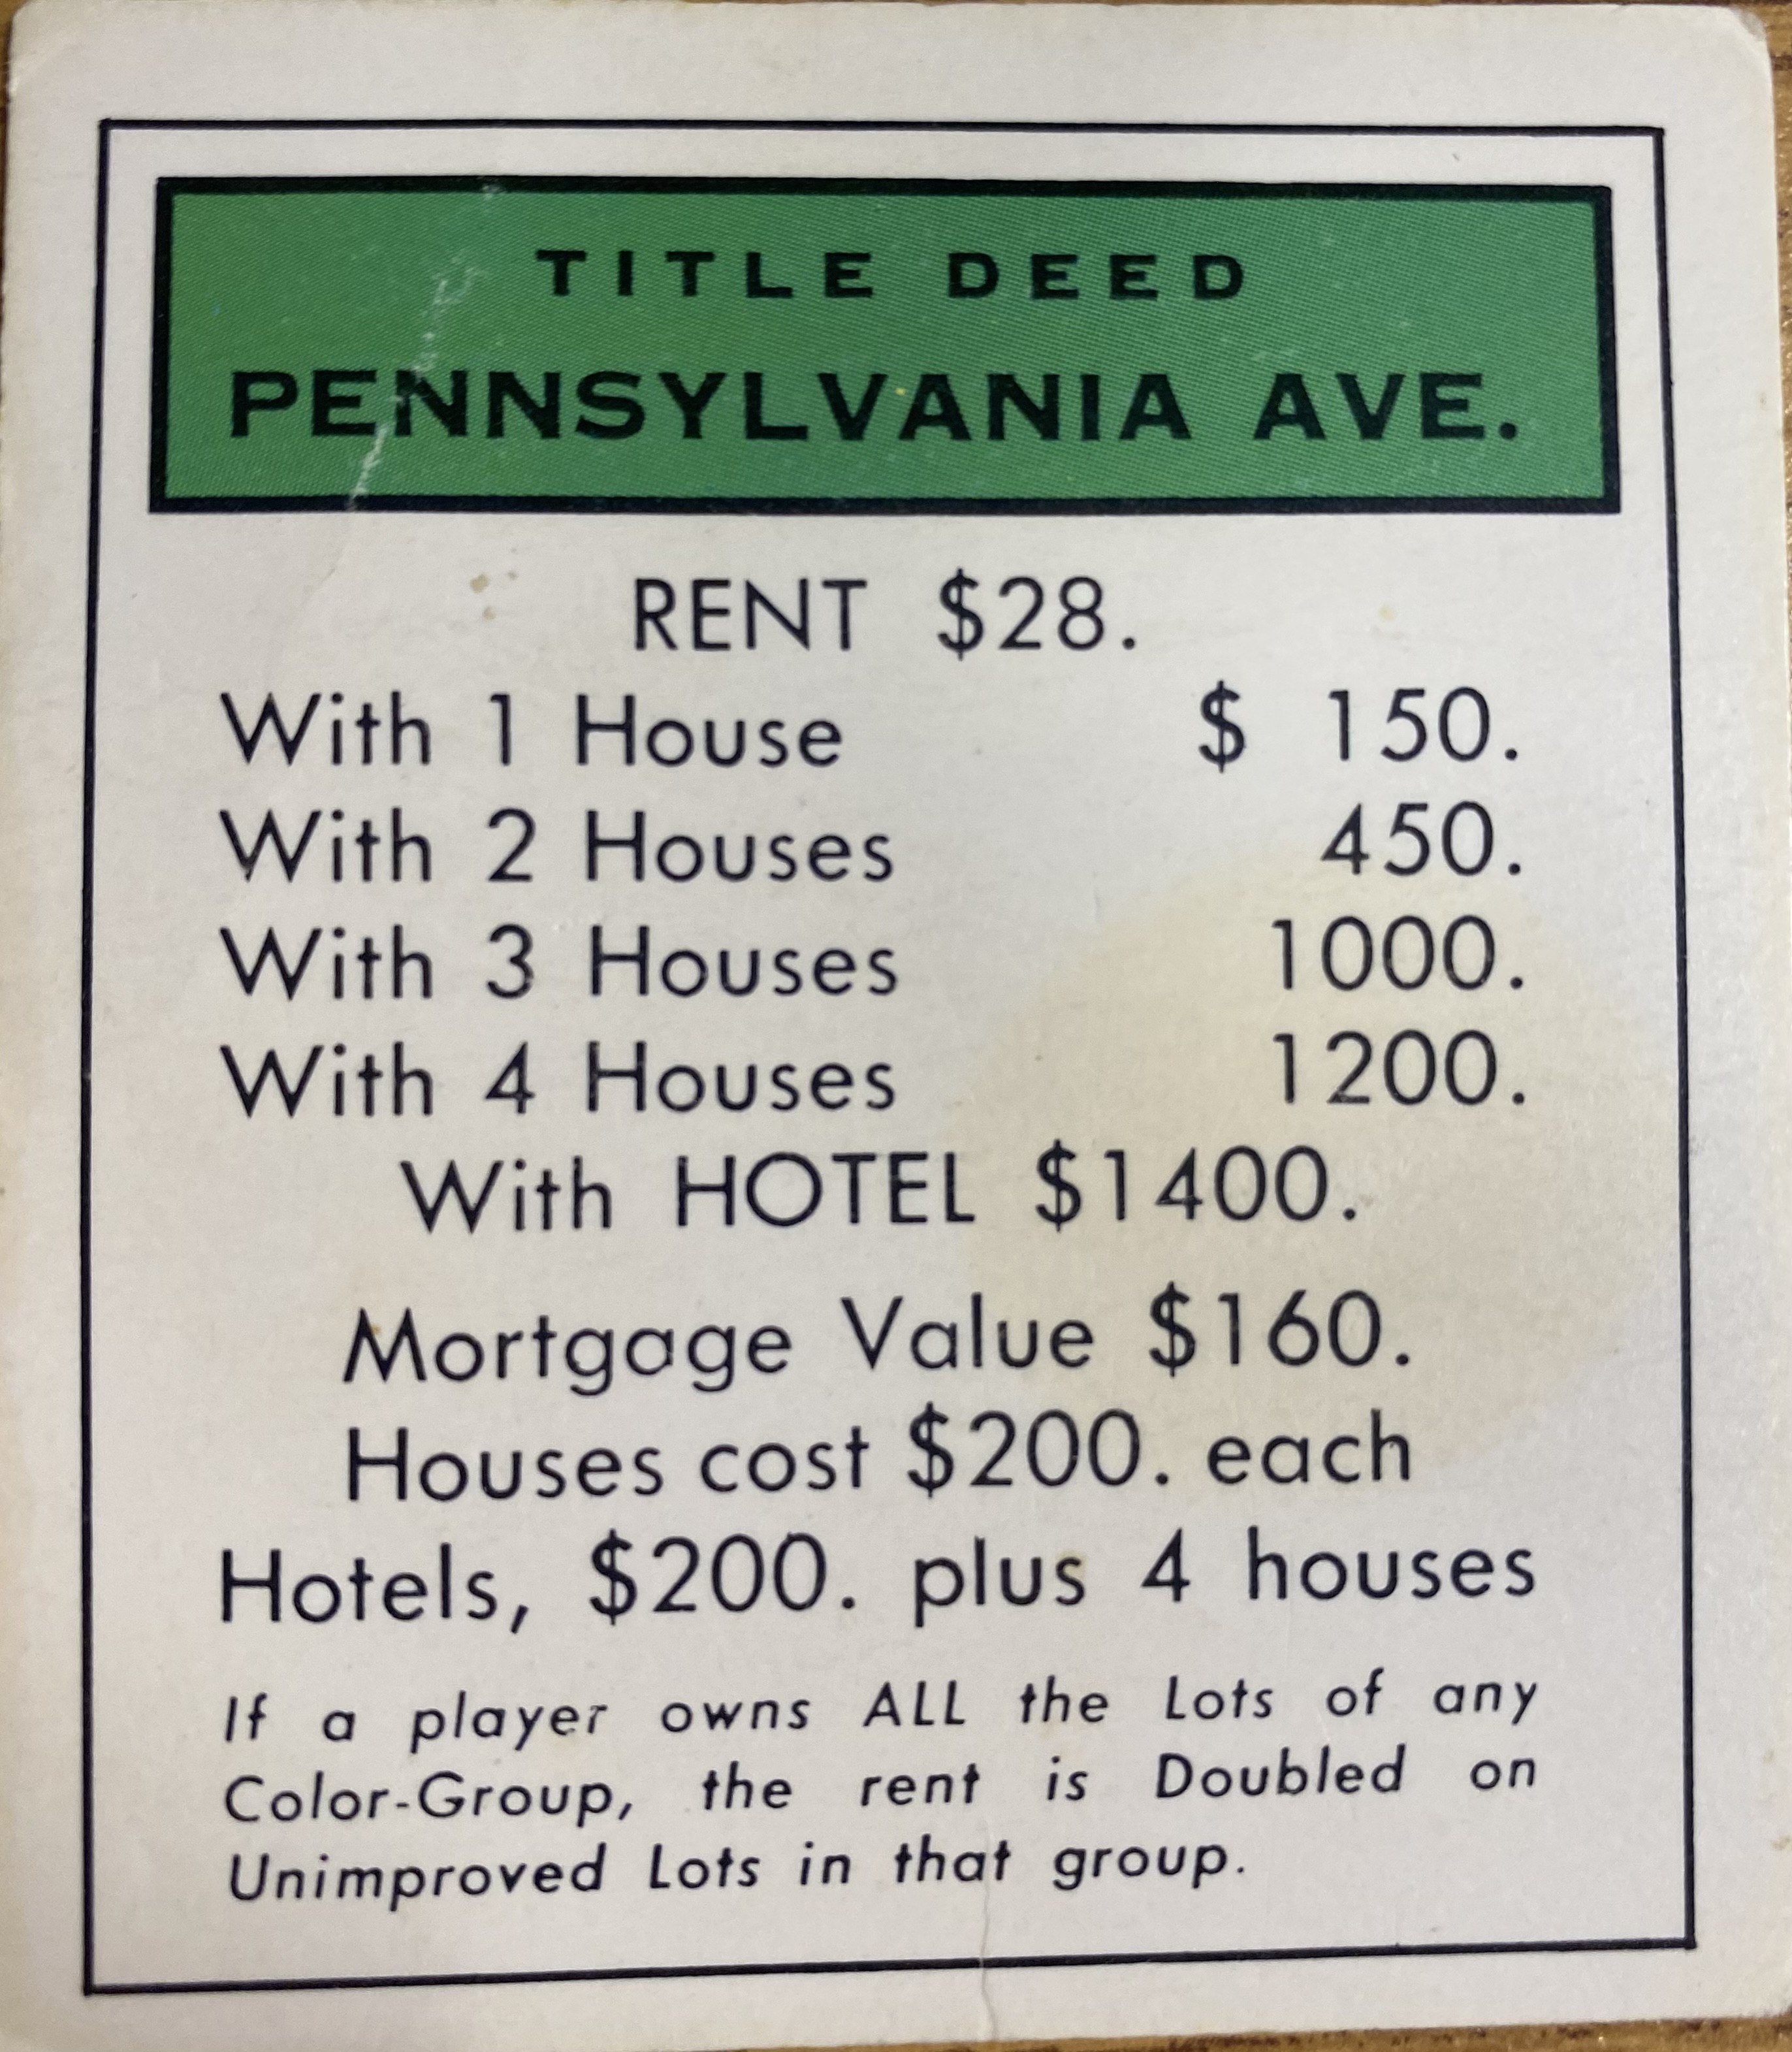 TITLE DEED
PENNSYLVANIA AVE.
RENT $28.
With 1 House $ 150.
With 2 Houses 450.
With 3 Houses 1000.
With 4 Houses 1200.
With HOTEL $1400.
Mortgage Value $160.
Houses cost $200. each
Hotels, $200. plus 4 houses
If a player owns ALL the Lots of any
Color-Group, the rent is Doubled on
Unimproved Lots in that group.